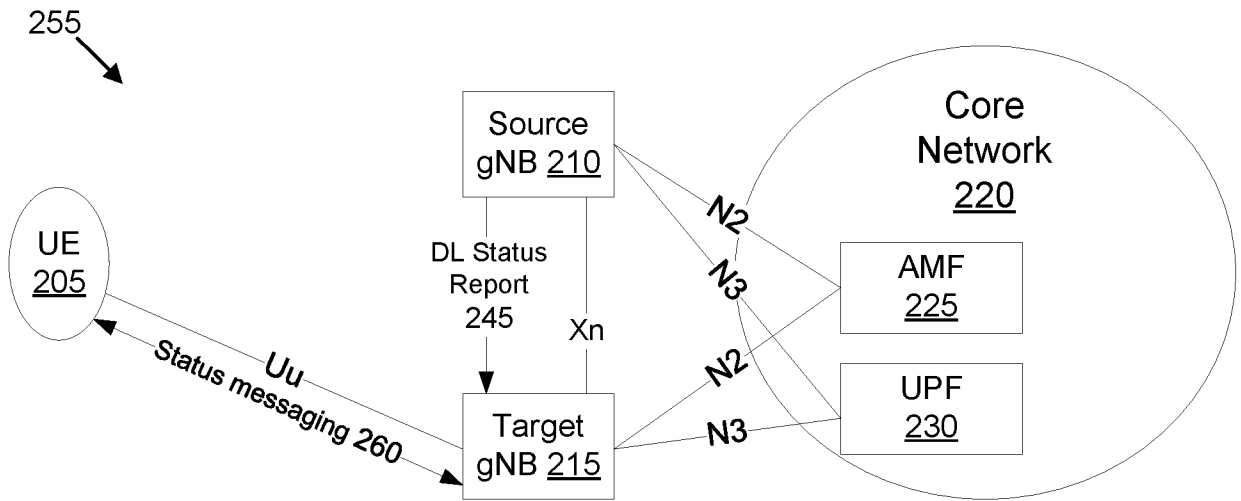 255
Source
gNB 210
Core
Network
220
UE
205
DL Status
Report
245
Xn
N2
N3
AMF
225
Uu
Status messaging 260
N2
N3
UPF
230
Target
gNB 215